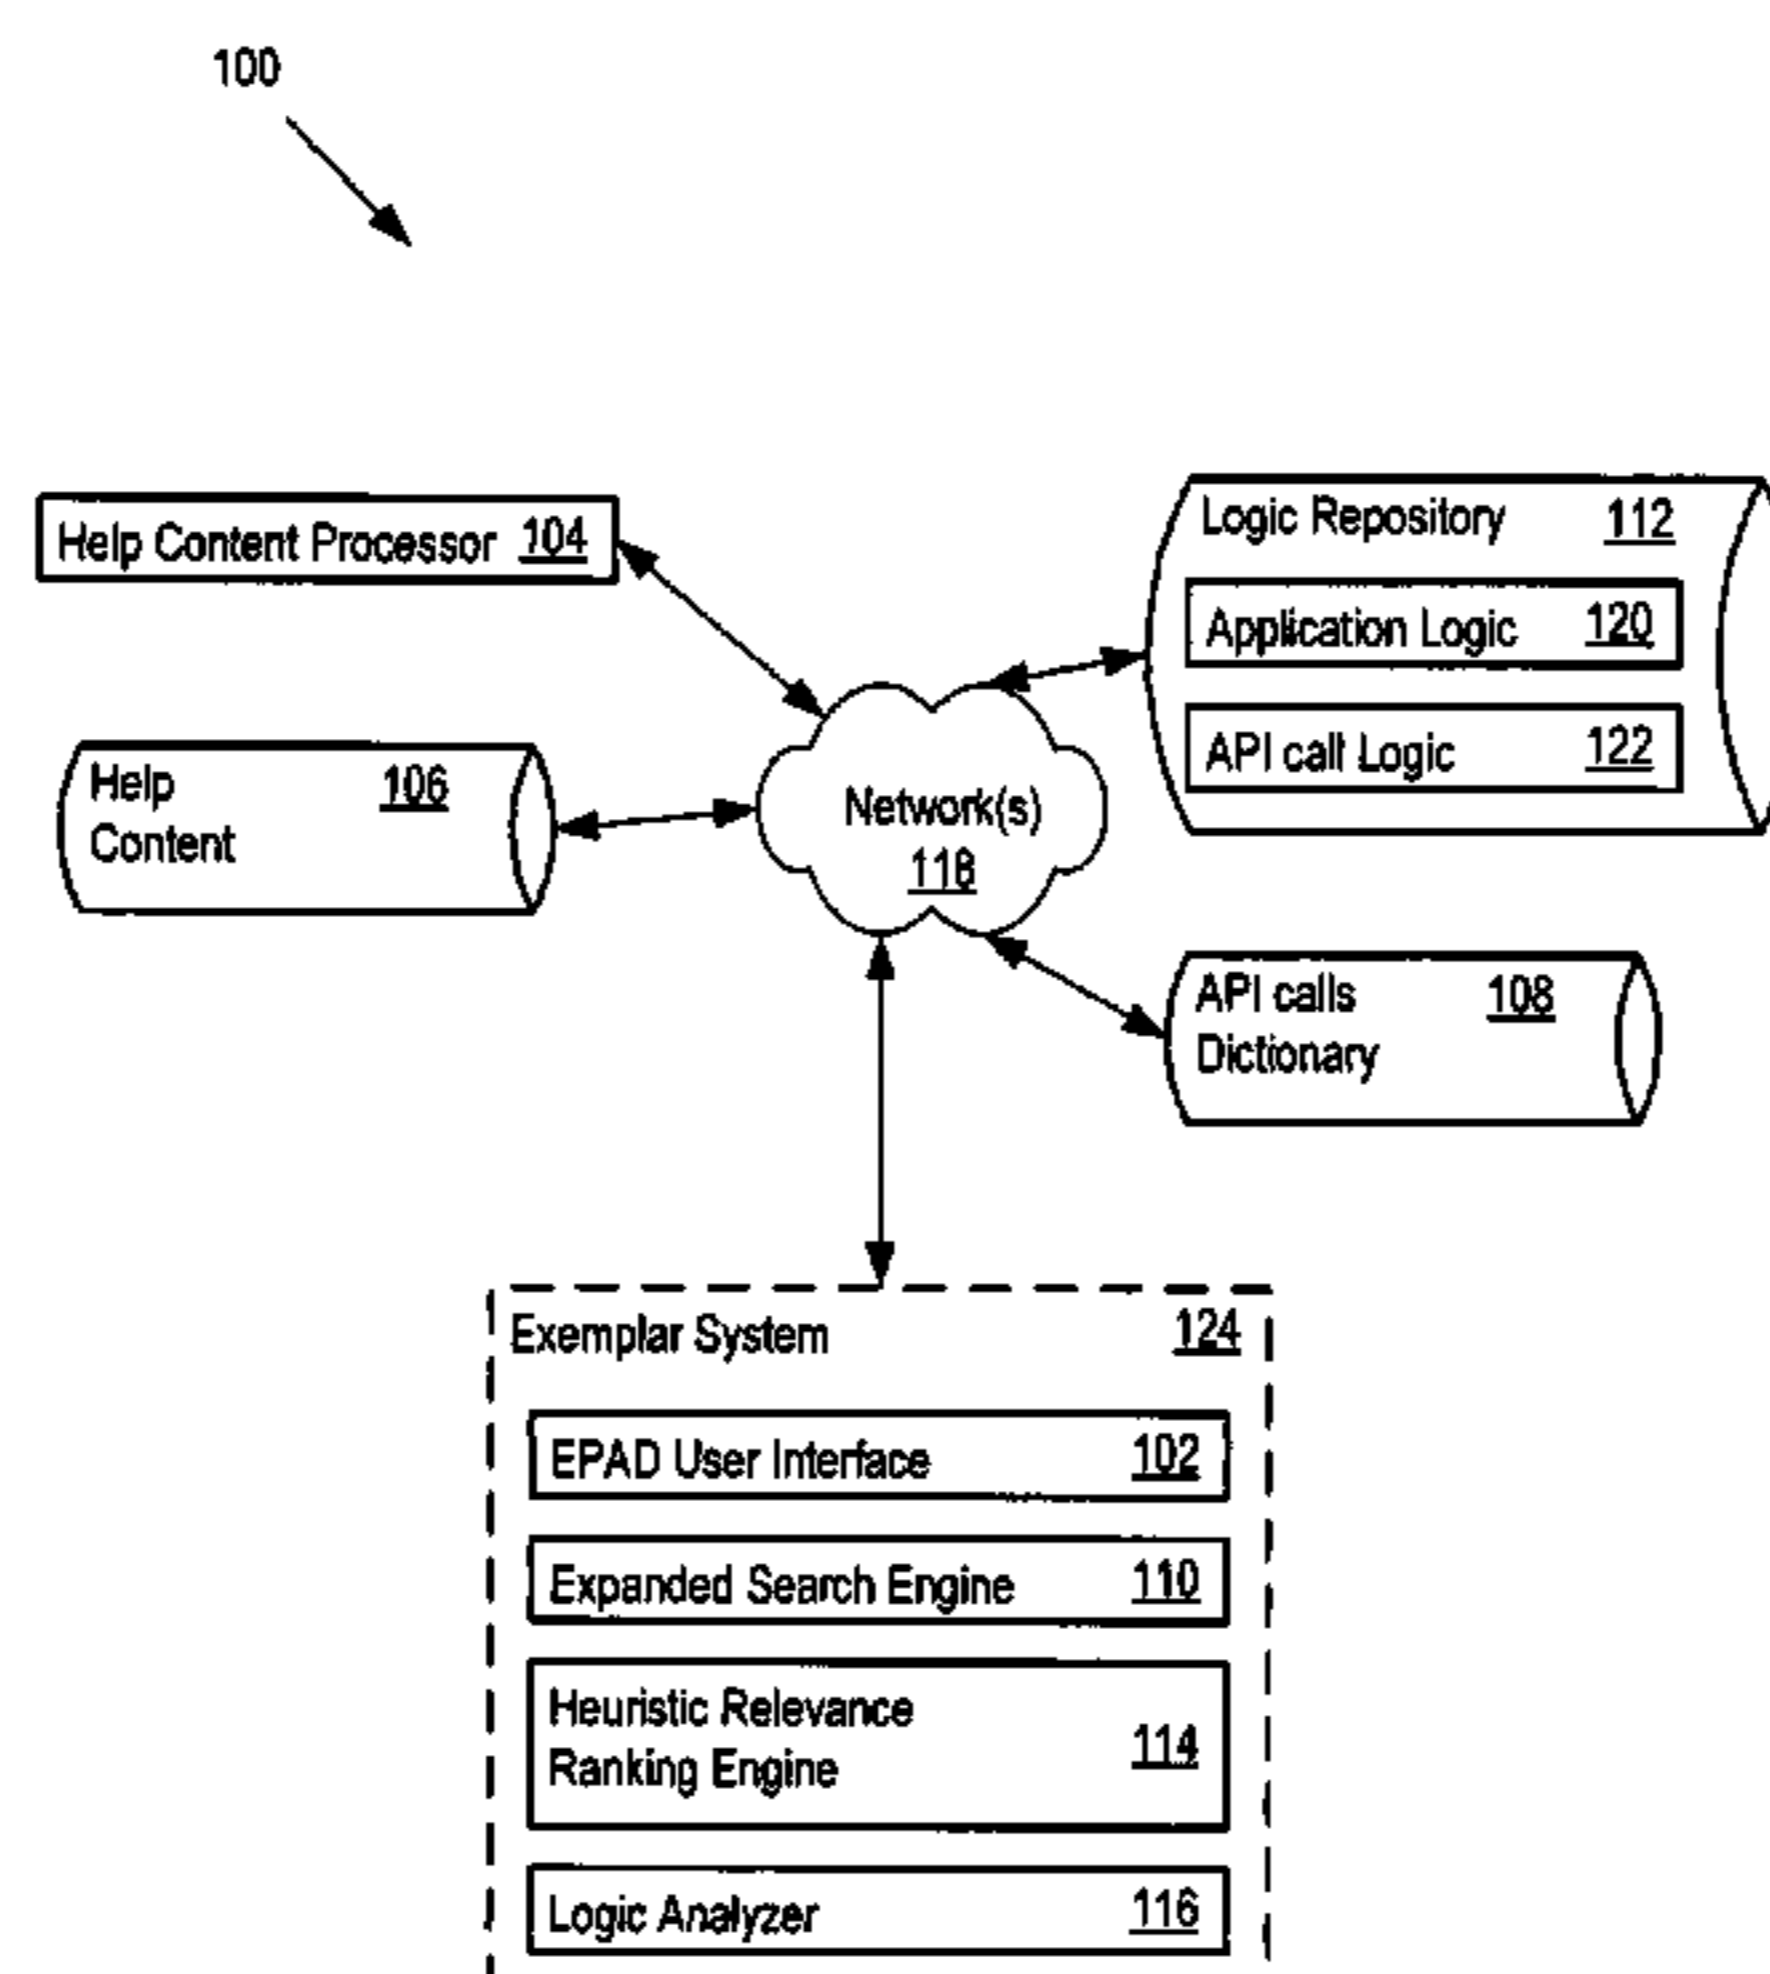 100
Help Content Processor 104
Logic Repository 112
Application Logic 120
API call Logic 122
Help 106
Content
Network(s)
118
API calls 108
Dictionary
Exemplar System 124
EPAD User Interface 102
Expanded Search Engine 110
Heuristic Relevance
Ranking Engine 114
Logic Analyzer 116